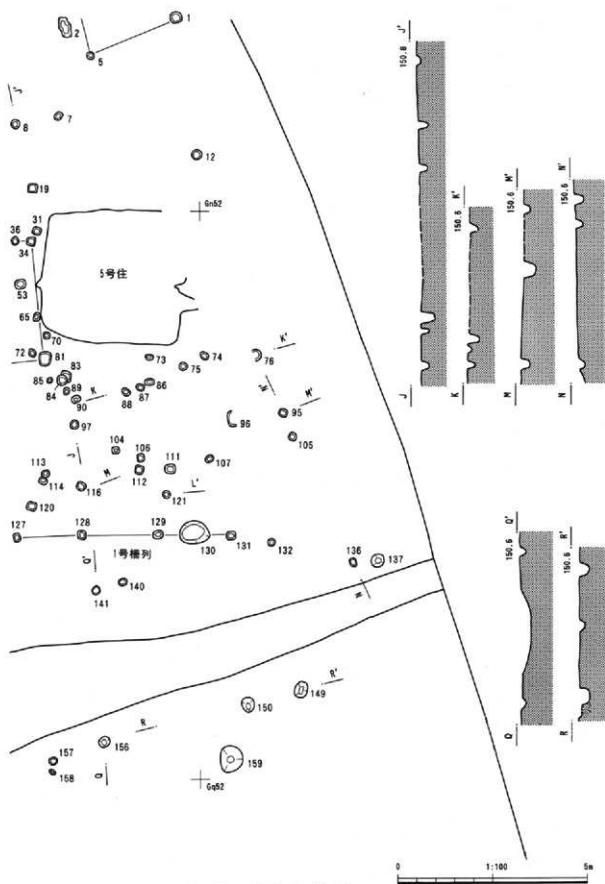 1
2
5
7
8
12
19
Gn52
31
36
34
5号住
53
65
70
72
81
73
74
75
76
83
84
85
86
87
88
89
90
95
96
97
104
105
106
107
111
112
113
114
116
120
121
127
128
129
130
131
132
1号柵列
136
137
140
141
149
150
156
157
158
159
Gq52
J'
K
K'
J
N'
M
M'
L'
Q'
N
R
R'
Q
J'
150.8
J
K'
150.6
K
M'
150.6
M
N'
150.6
N
Q'
150.6
Q
R'
150.6
R
0
1:100
5m